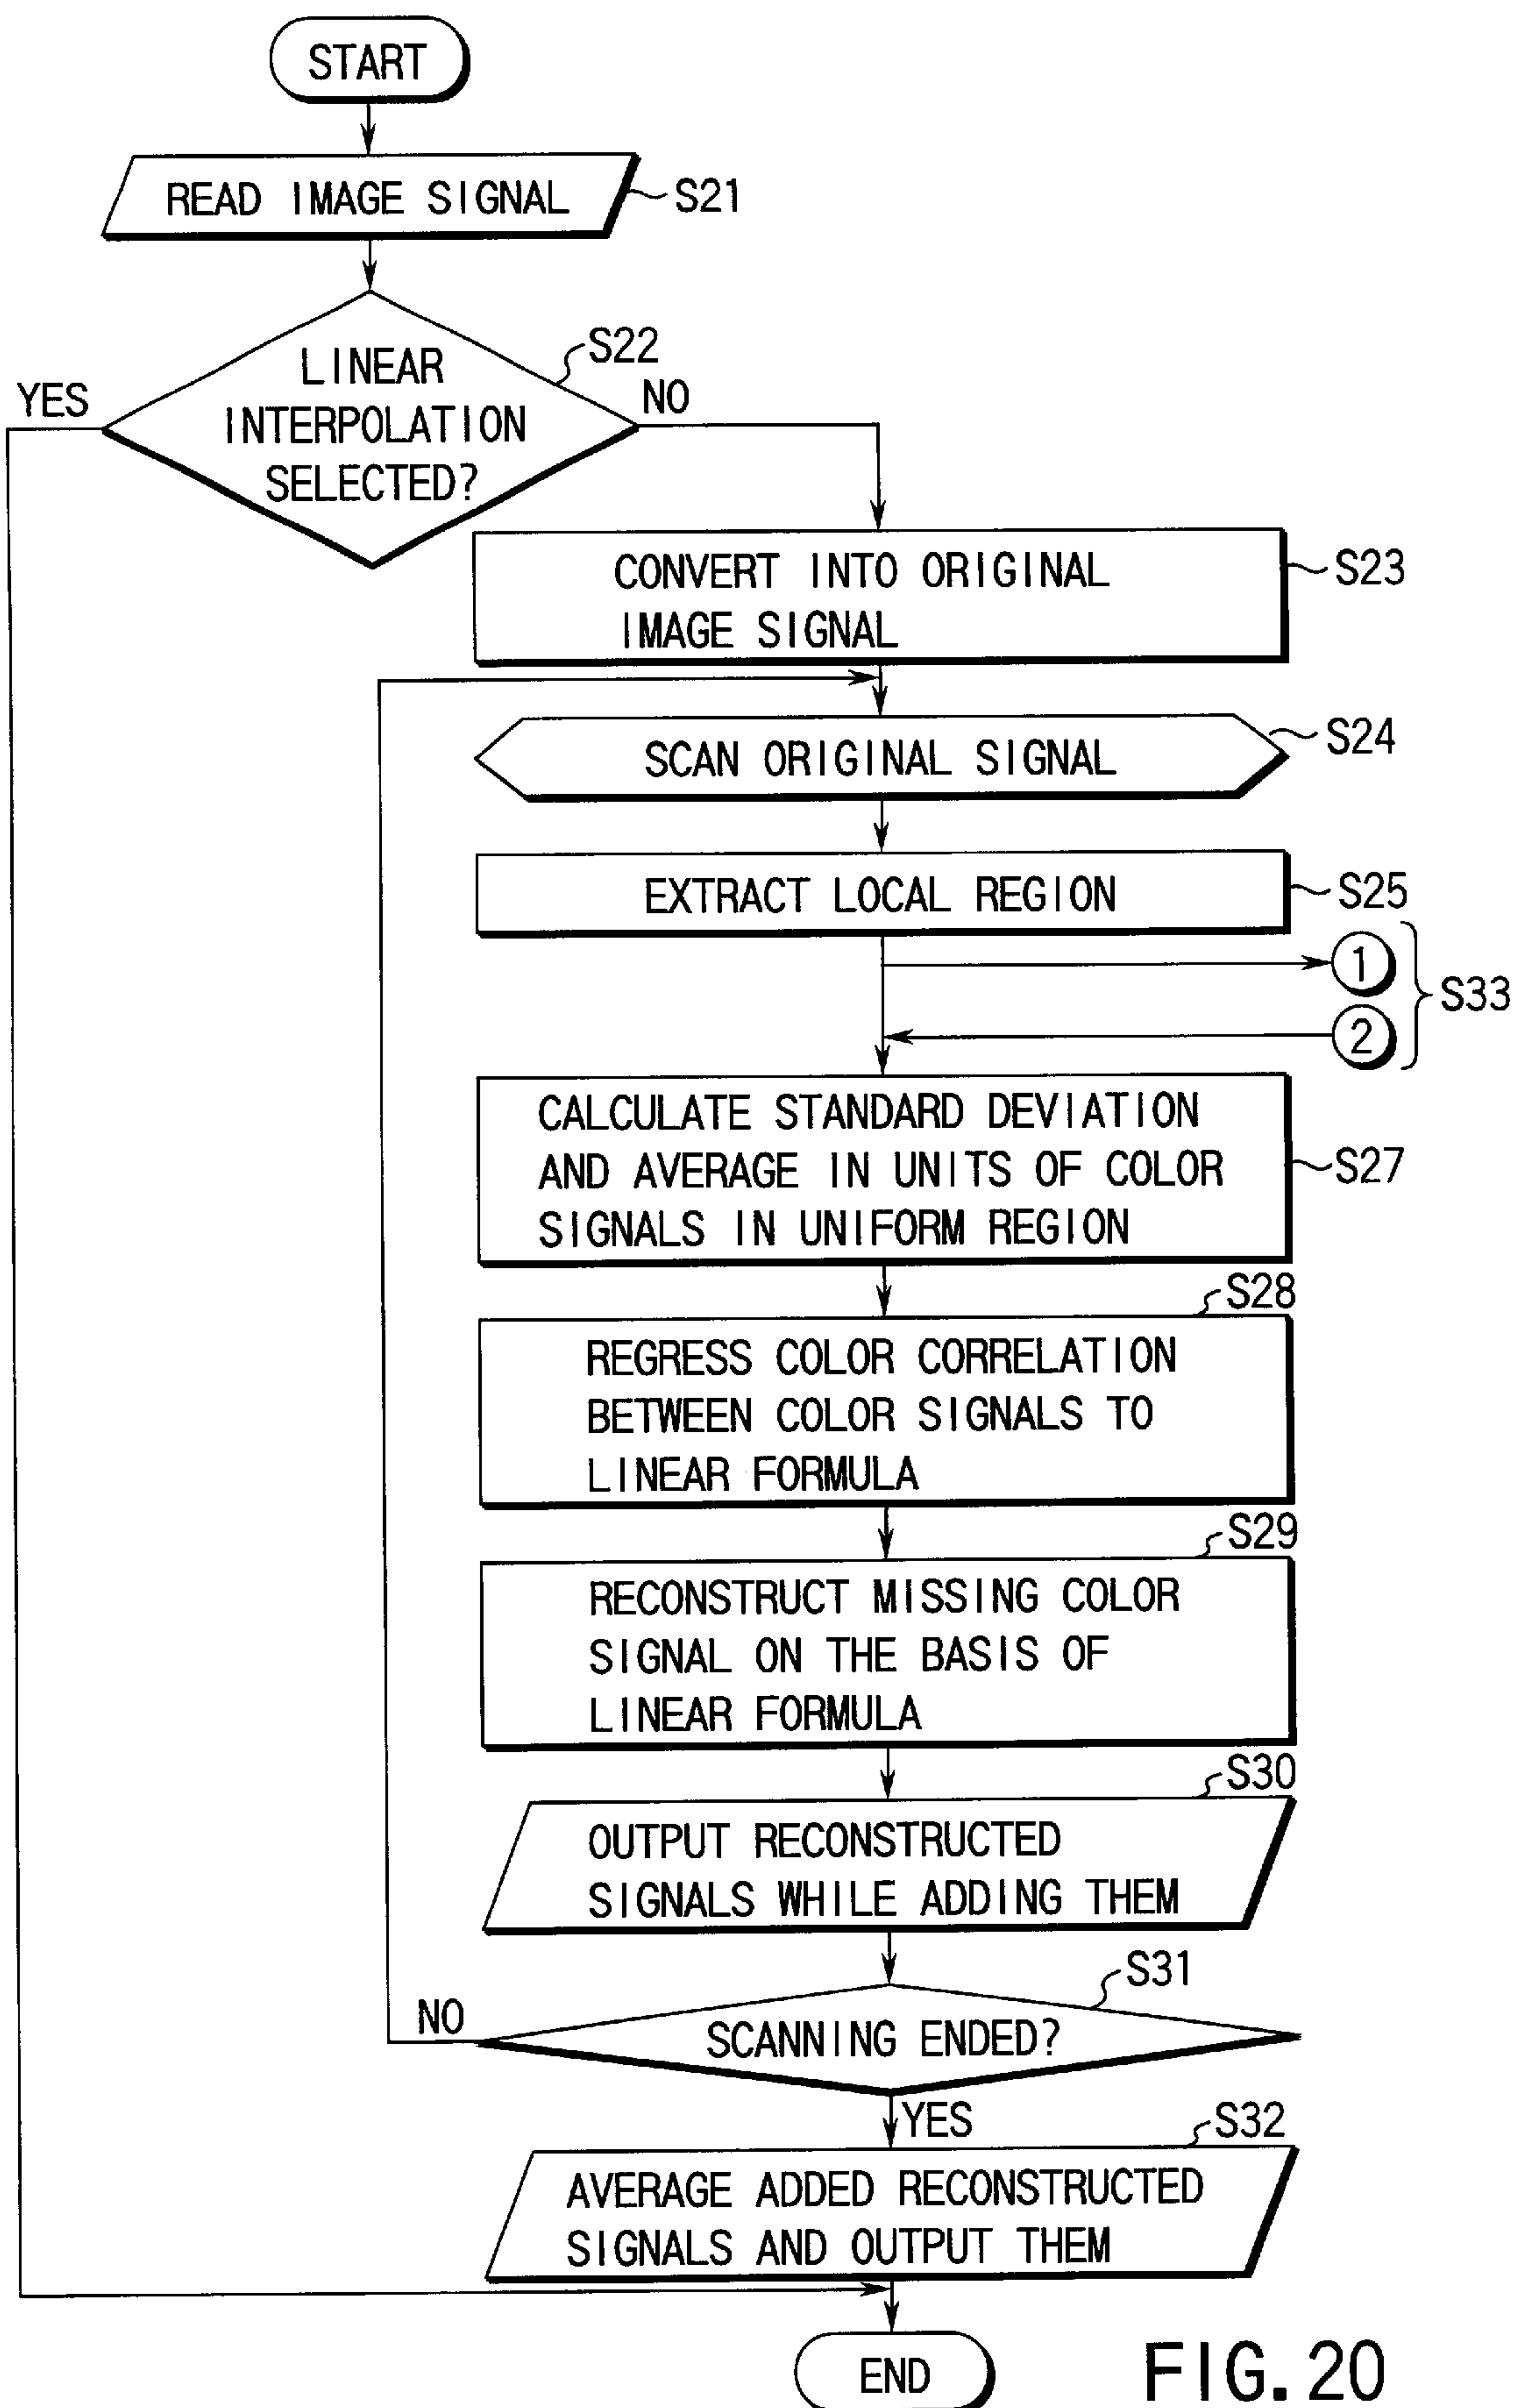 START
READ IMAGE SIGNAL
S21
LINEAR
INTERPOLATION
SELECTED?
S22
YES
NO
CONVERT INTO ORIGINAL
IMAGE SIGNAL
S23
SCAN ORIGINAL SIGNAL
S24
EXTRACT LOCAL REGION
S25
1
2
S33
CALCULATE STANDARD DEVIATION
AND AVERAGE IN UNITS OF COLOR
SIGNALS IN UNIFORM REGION
S27
S28
REGRESS COLOR CORRELATION
BETWEEN COLOR SIGNALS TO
LINEAR FORMULA
S29
RECONSTRUCT MISSING COLOR
SIGNAL ON THE BASIS OF
LINEAR FORMULA
S30
OUTPUT RECONSTRUCTED
SIGNALS WHILE ADDING THEM
S31
NO
SCANNING ENDED?
YES
S32
AVERAGE ADDED RECONSTRUCTED
SIGNALS AND OUTPUT THEM
END
FIG. 20